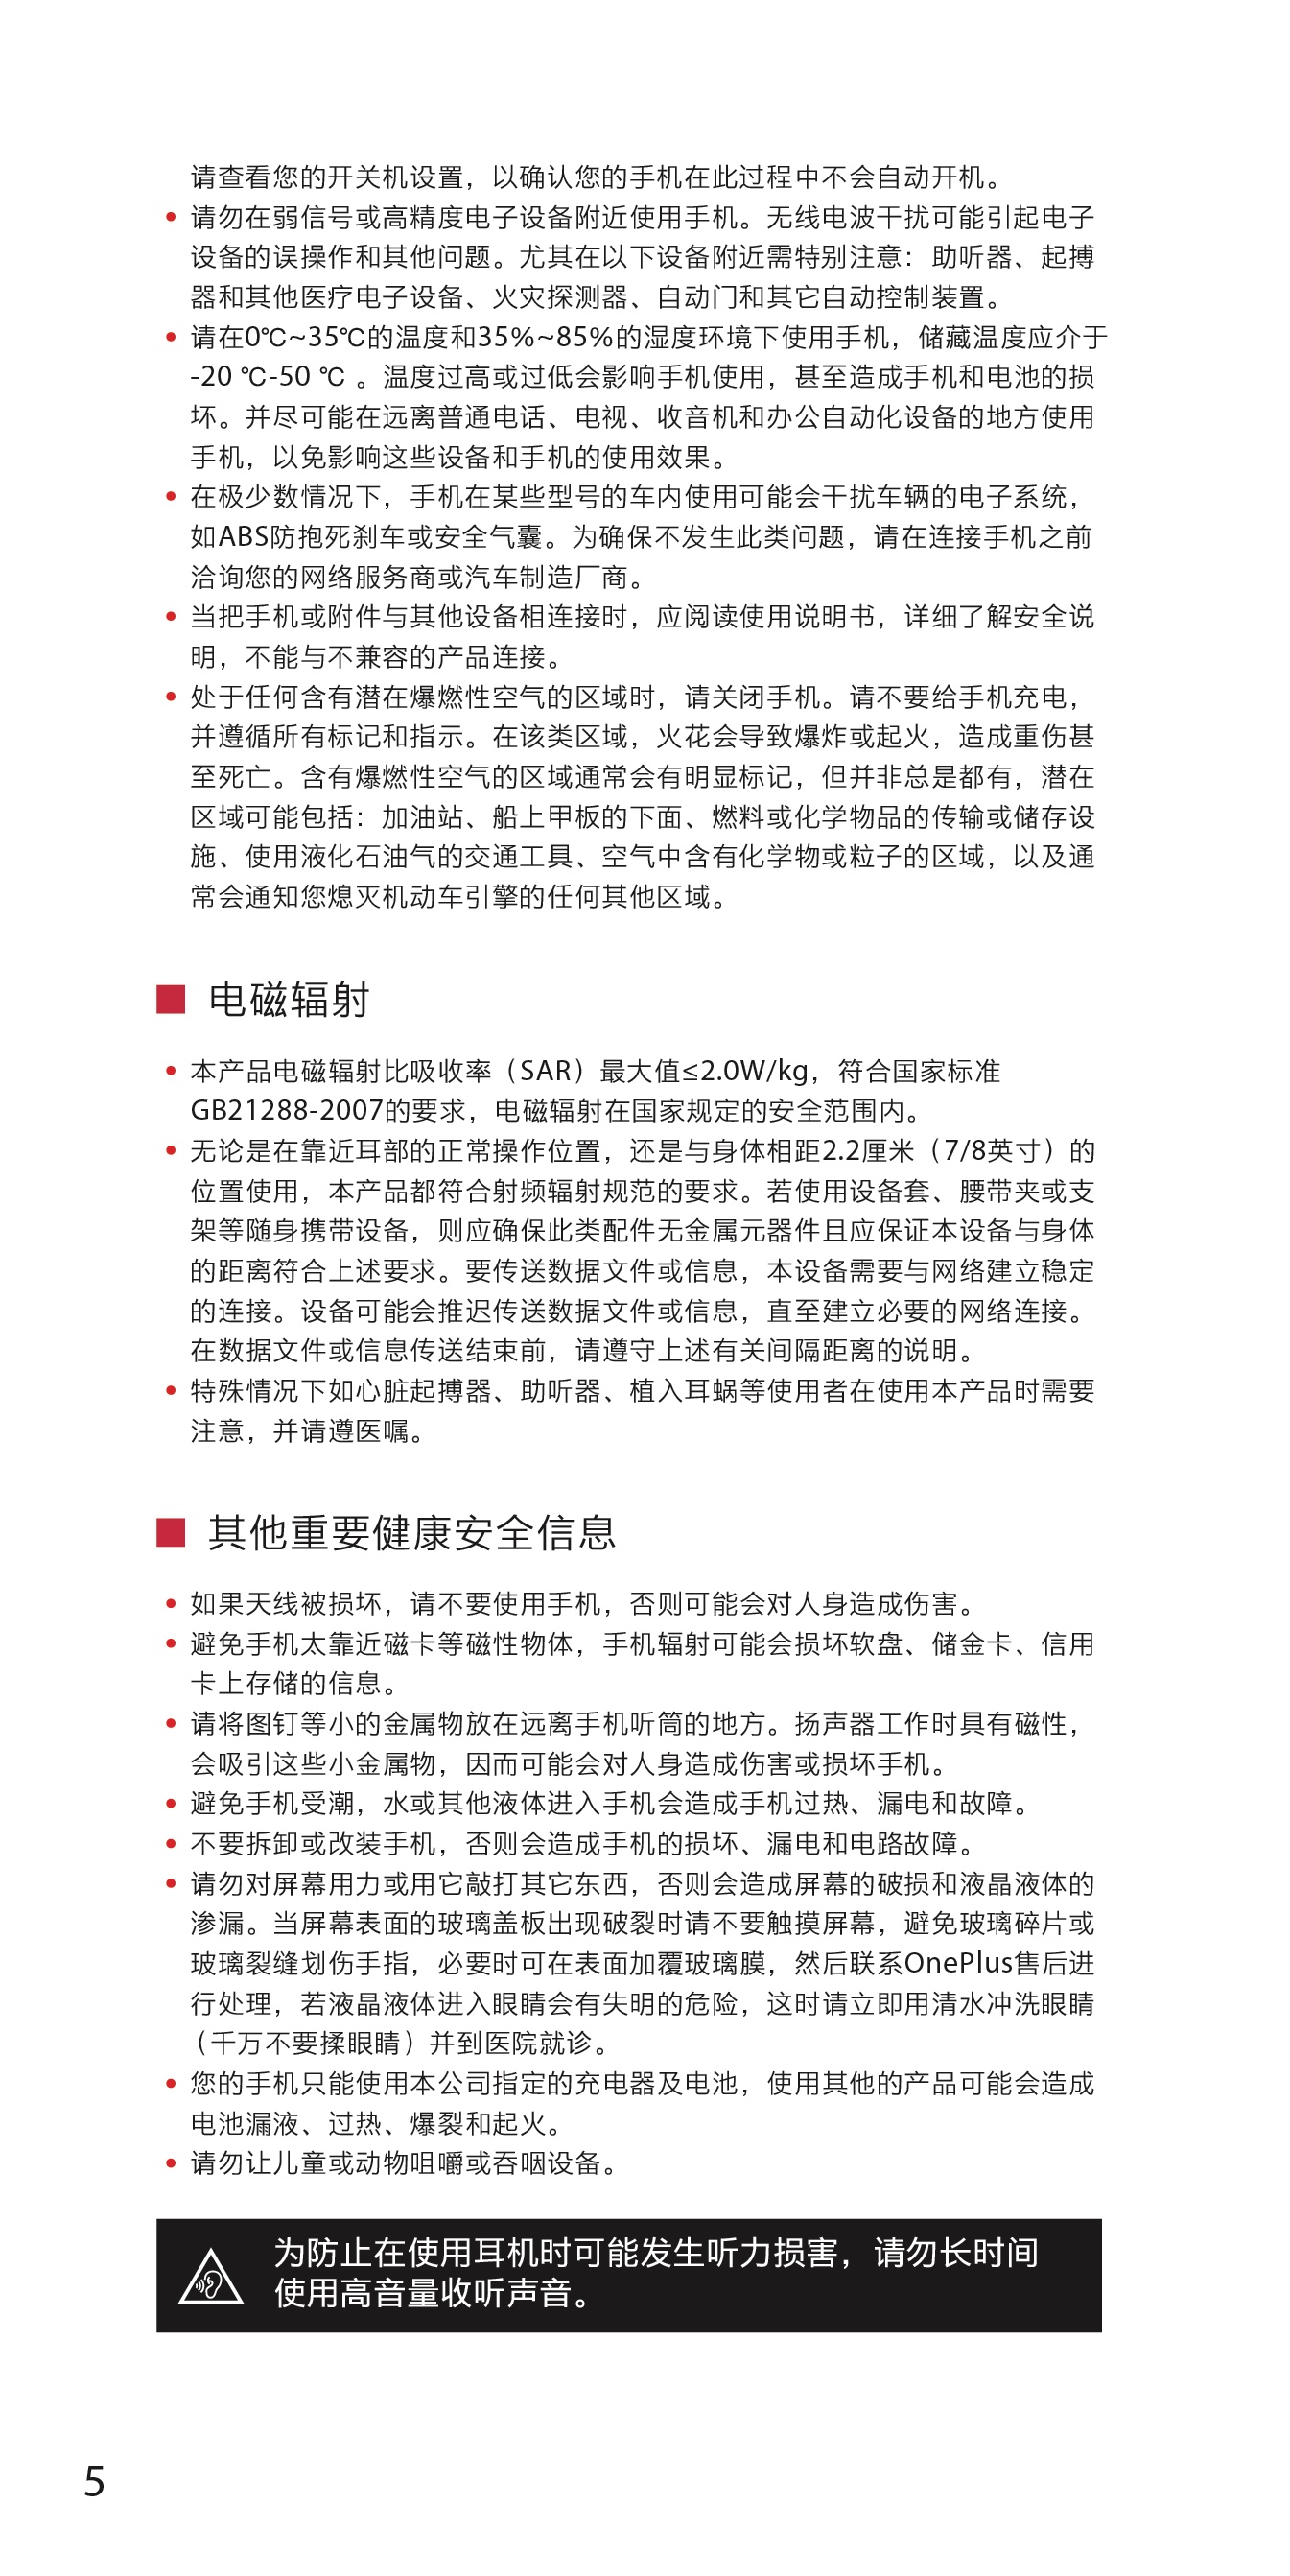 请查看您的开关机设置，以确认您的手机在此过程中不会自动开机。
• 请勿在弱信号或高精度电子设备附近使用手机。无线电波干扰可能引起电子
设备的误操作和其他问题。尤其在以下设备附近需特别注意：助听器、起搏
器和其他医疗电子设备、火灾探测器、自动门和其它自动控制装置。
• 请在0℃~35℃的温度和35%~85%的湿度环境下使用手机，储藏温度应介于
-20 ℃-50 ℃ 。温度过高或过低会影响手机使用，甚至造成手机和电池的损
坏。并尽可能在远离普通电话、电视、收音机和办公自动化设备的地方使用
手机，以免影响这些设备和手机的使用效果。
• 在极少数情况下，手机在某些型号的车内使用可能会干扰车辆的电子系统，
如ABS防抱死刹车或安全气囊。为确保不发生此类问题，请在连接手机之前
洽询您的网络服务商或汽车制造厂商。
• 当把手机或附件与其他设备相连接时，应阅读使用说明书，详细了解安全说
明，不能与不兼容的产品连接。
• 处于任何含有潜在爆燃性空气的区域时，请关闭手机。请不要给手机充电，
并遵循所有标记和指示。在该类区域，火花会导致爆炸或起火，造成重伤甚
至死亡。含有爆燃性空气的区域通常会有明显标记，但并非总是都有，潜在
区域可能包括：加油站、船上甲板的下面、燃料或化学物品的传输或储存设
施、使用液化石油气的交通工具、空气中含有化学物或粒子的区域，以及通
常会通知您熄灭机动车引擎的任何其他区域。
■ 电磁辐射
• 本产品电磁辐射比吸收率（SAR）最大值≤2.0W/kg，符合国家标准
GB21288-2007的要求，电磁辐射在国家规定的安全范围内。
• 无论是在靠近耳部的正常操作位置，还是与身体相距2.2厘米（7/8英寸）的
位置使用，本产品都符合射频辐射规范的要求。若使用设备套、腰带夹或支
架等随身携带设备，则应确保此类配件无金属元器件且应保证本设备与身体
的距离符合上述要求。要传送数据文件或信息，本设备需要与网络建立稳定
的连接。设备可能会推迟传送数据文件或信息，直至建立必要的网络连接。
在数据文件或信息传送结束前，请遵守上述有关间隔距离的说明。
• 特殊情况下如心脏起搏器、助听器、植入耳蜗等使用者在使用本产品时需要
注意，并请遵医嘱。
■ 其他重要健康安全信息
• 如果天线被损坏，请不要使用手机，否则可能会对人身造成伤害。
• 避免手机太靠近磁卡等磁性物体，手机辐射可能会损坏软盘、储金卡、信用
卡上存储的信息。
• 请将图钉等小的金属物放在远离手机听筒的地方。扬声器工作时具有磁性，
会吸引这些小金属物，因而可能会对人身造成伤害或损坏手机。
• 避免手机受潮，水或其他液体进入手机会造成手机过热、漏电和故障。
• 不要拆卸或改装手机，否则会造成手机的损坏、漏电和电路故障。
• 请勿对屏幕用力或用它敲打其它东西，否则会造成屏幕的破损和液晶液体的
渗漏。当屏幕表面的玻璃盖板出现破裂时请不要触摸屏幕，避免玻璃碎片或
玻璃裂缝划伤手指，必要时可在表面加覆玻璃膜，然后联系OnePlus售后进
行处理，若液晶液体进入眼睛会有失明的危险，这时请立即用清水冲洗眼睛
（千万不要揉眼睛）并到医院就诊。
• 您的手机只能使用本公司指定的充电器及电池，使用其他的产品可能会造成
电池漏液、过热、爆裂和起火。
• 请勿让儿童或动物咀嚼或吞咽设备。
为防止在使用耳机时可能发生听力损害，请勿长时间
使用高音量收听声音。
5